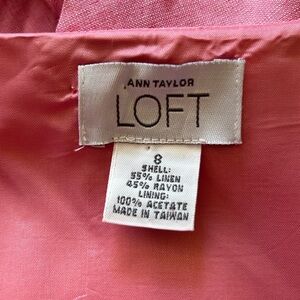 ANN TAYLOR
LOFT
8
SHELL:
55% LINEN
45% RAYON
LINING:
100% ACETATE
MADE IN TAIWAN